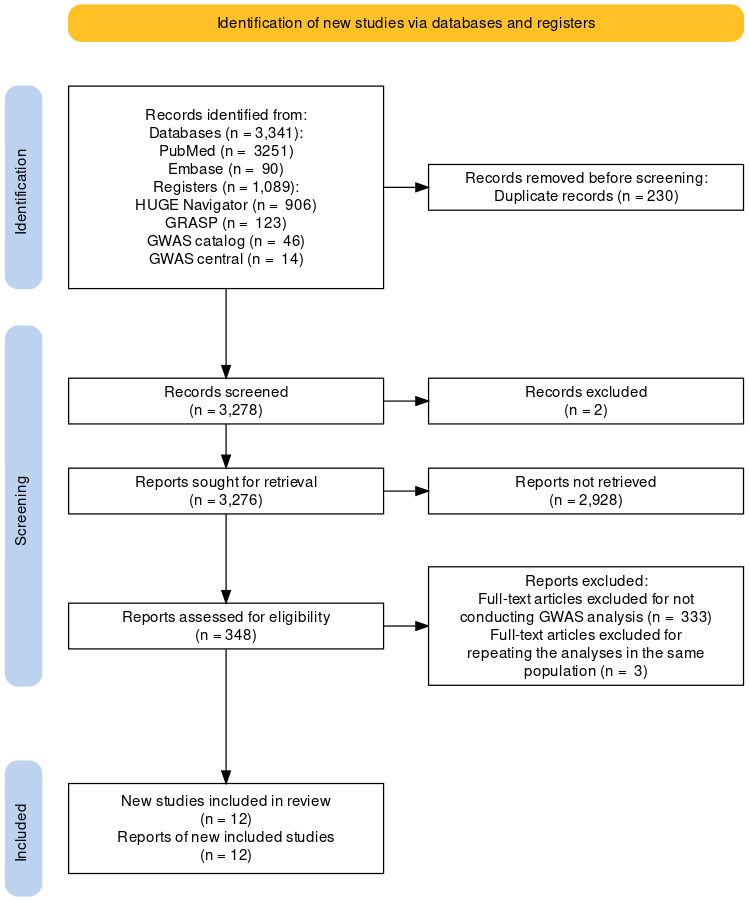 Identification of new studies via databases and registers
Identification
Records identified from:
Databases (n = 3,341):
PubMed (n = 3251)
Embase (n = 90)
Registers (n = 1,089):
HUGE Navigator (n = 906)
GRASP (n = 123)
GWAS catalog (n = 46)
GWAS central (n = 14)
Records removed before screening:
Duplicate records (n = 230)
Screening
Records screened
(n = 3,278)
Records excluded
(n = 2)
Reports sought for retrieval
(n = 3,276)
Reports not retrieved
(n = 2,928)
Reports assessed for eligibility
(n = 348)
Reports excluded:
Full-text articles excluded for not
conducting GWAS analysis (n = 333)
Full-text articles excluded for
repeating the analyses in the same
population (n = 3)
Included
New studies included in review
(n = 12)
Reports of new included studies
(n = 12)